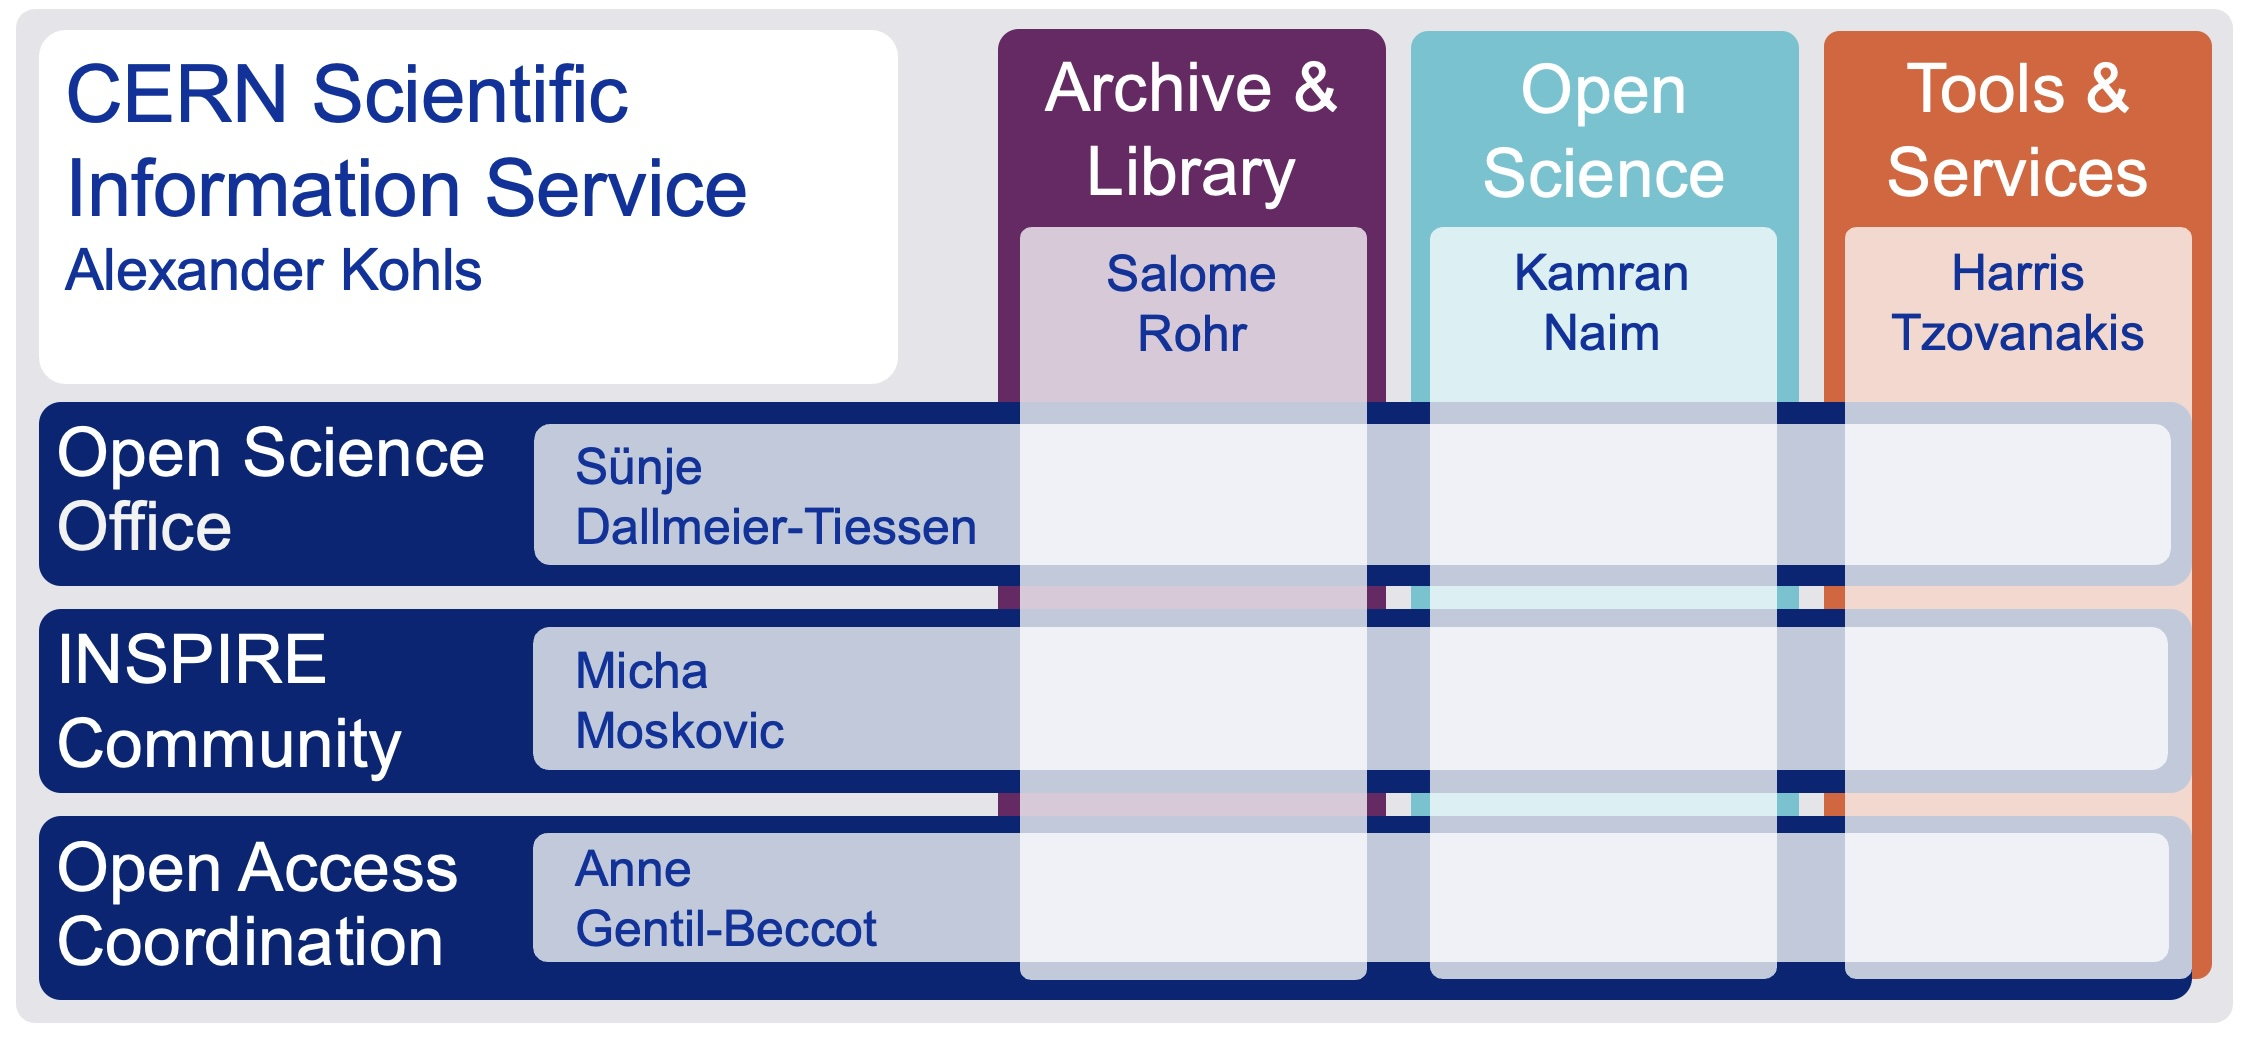 CERN Scientific
Information Service
Alexander Kohls
Archive &
Library
Salome
Rohr
Open
Science
Kamran
Naim
Tools &
Services
Harris
Tzovanakis
Open Science
Office
Sünje
Dallmeier-Tiessen
INSPIRE
Community
Micha
Moskovic
Open Access
Coordination
Anne
Gentil-Beccot